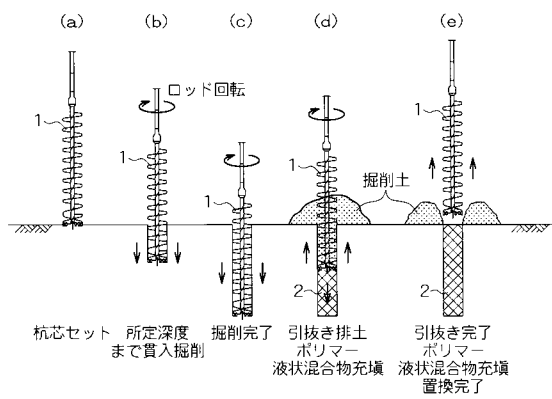 (a)
(b)
(c)
(d)
(e)
ロッド回転
1
1
1
1
1
掘削土
2
2
杭芯セット
所定深度
まで貫入掘削
掘削完了
引抜き排土
ポリマー
液状混合物充塡
引抜き完了
ポリマー
液状混合物充塡
置換完了